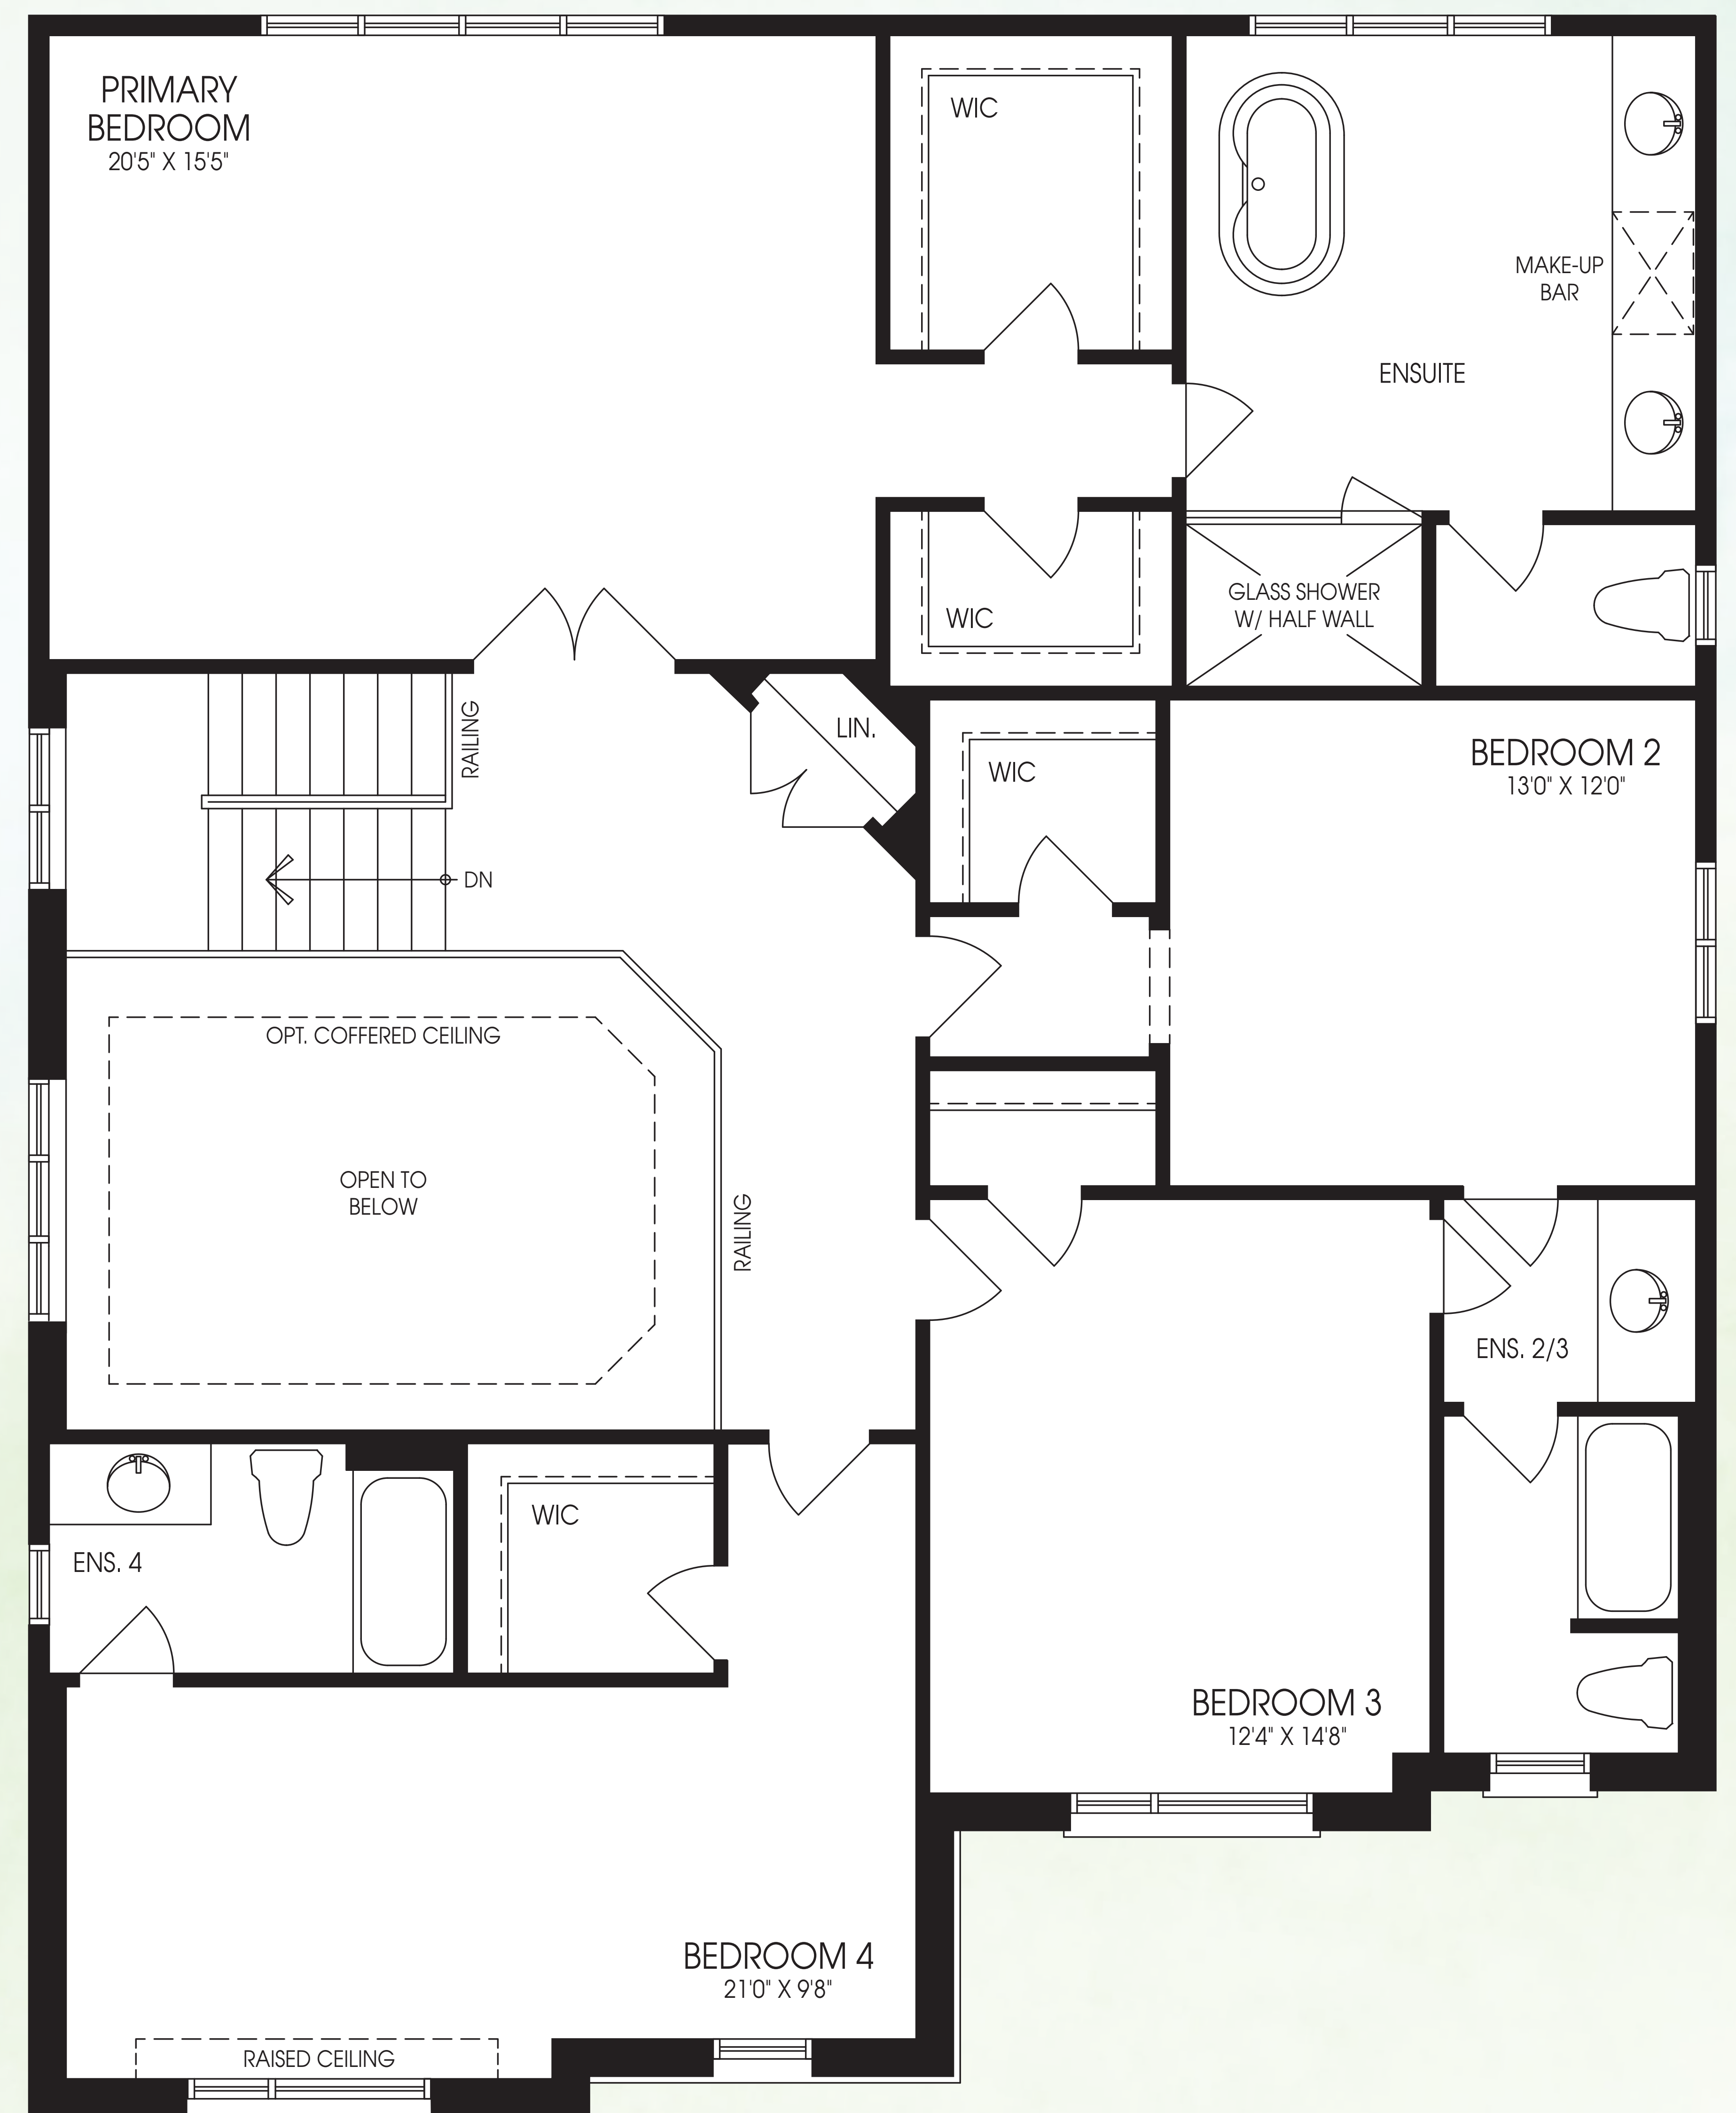 PRIMARY
BEDROOM
20'5" X 15'5"
WIC
MAKE-UP
BAR
ENSUITE
WIC
GLASS SHOWER
W/ HALF WALL
RAILING
LIN.
WIC
BEDROOM 2
13'0" X 12'0"
DN
OPT. COFFERED CEILING
OPEN TO
BELOW
RAILING
ENS. 2/3
WIC
ENS. 4
BEDROOM 3
12'4" X 14'8"
BEDROOM 4
21'0" X 9'8"
RAISED CEILING